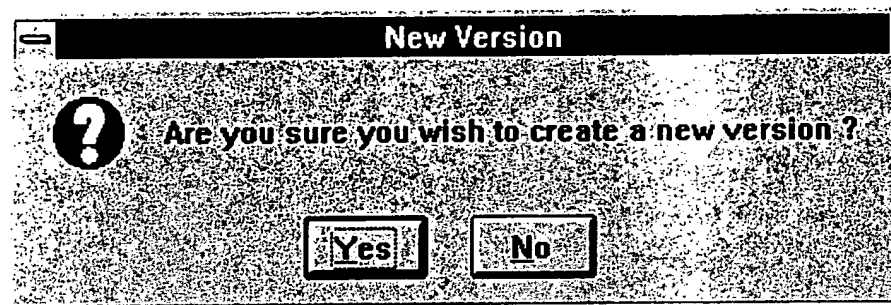 New Version
Are you sure you wish to create a new version ?
Yes
No